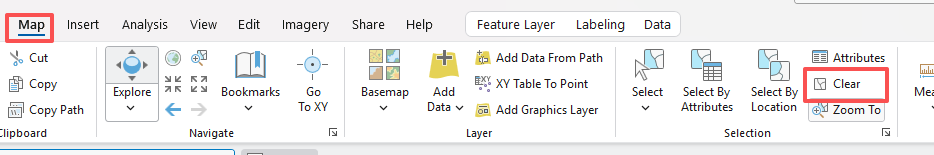 Map Insert Analysis View Edit Imagery Share Help Feature Layer Labeling Data
Cut
Copy
Copy Path
Clipboard
Explore
Bookmarks
Go
To XY
Navigate
Basemap
Add
Data
Add Data From Path
XY Table To Point
Add Graphics Layer
Layer
Select
Select By
Attributes
Select By
Location
Attributes
Clear
Zoom To
Selection
Mea